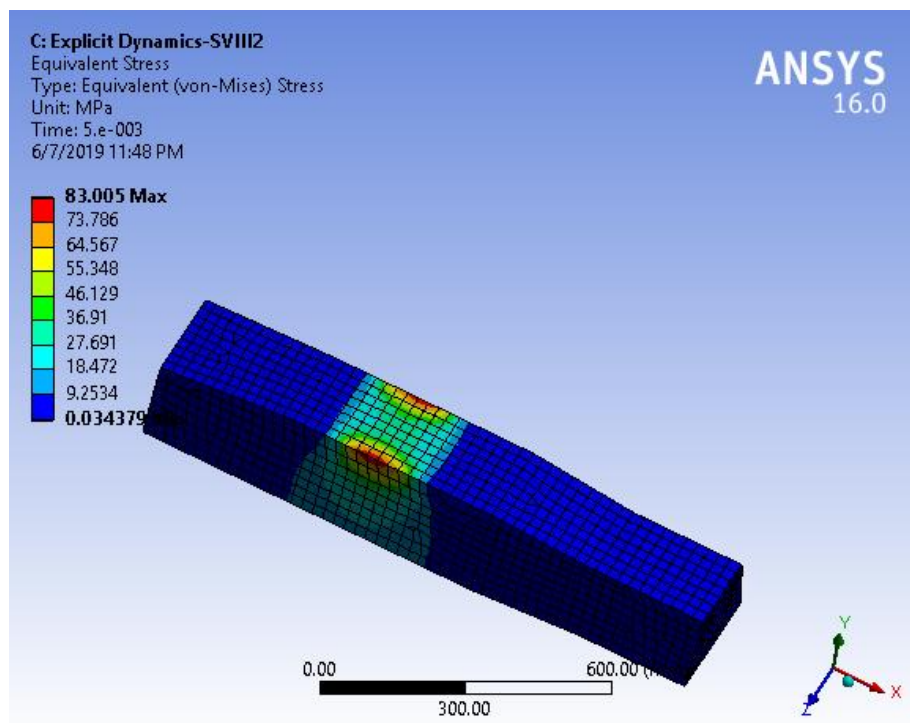 C: Explicit Dynamics-SVIII2
Equivalent Stress
Type: Equivalent (von-Mises) Stress
Unit: MPa
Time: 5.e-003
6/7/2019 11:48 PM
ANSYS
16.0
83.005 Max
73.786
64.567
55.348
46.129
36.91
27.691
18.472
9.2534
0.034379
0.00
600.00
300.00
Y
X
Z